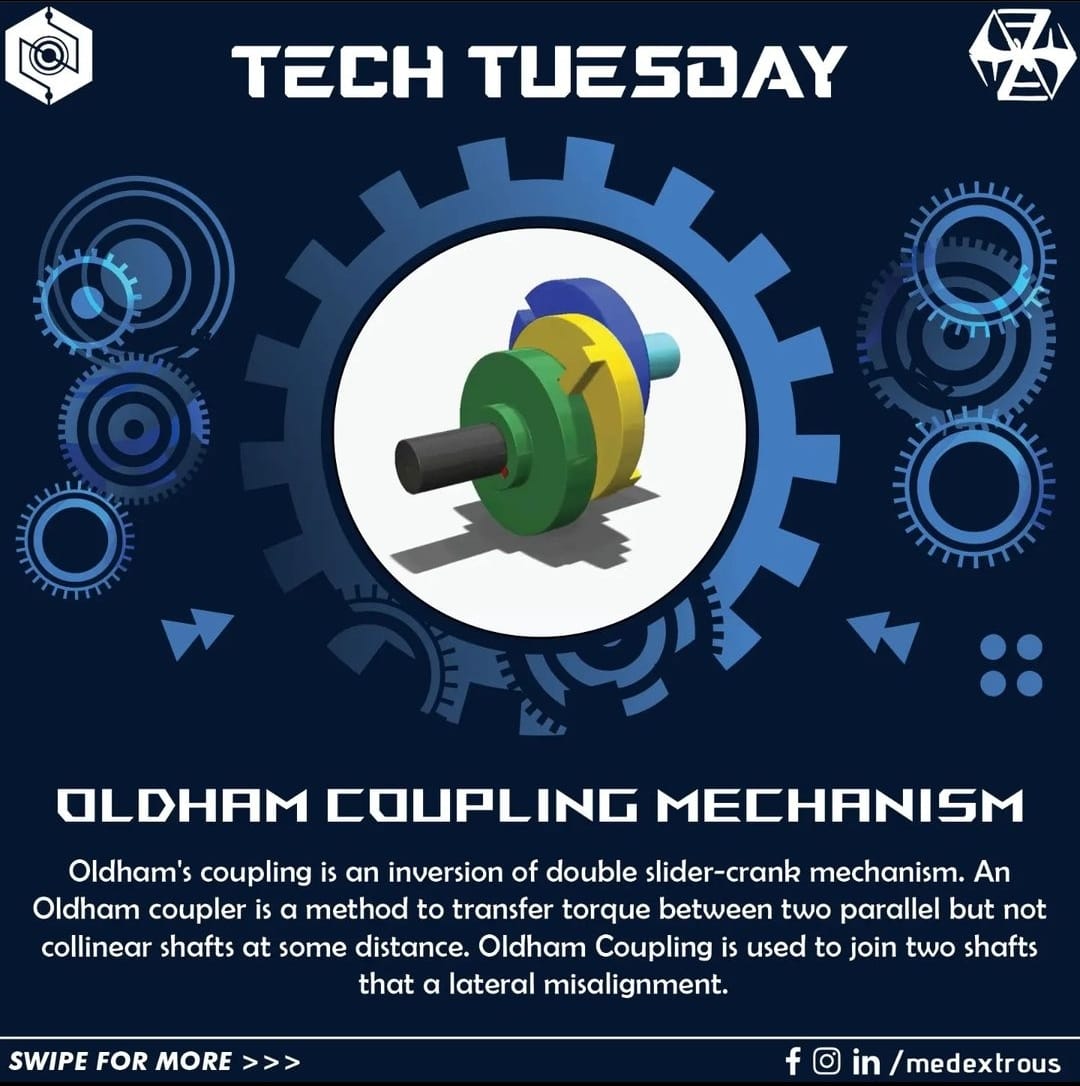 TECH TUESDAY
OLDHAM COUPLING MECHANISM
Oldham's coupling is an inversion of double slider-crank mechanism. An
Oldham coupler is a method to transfer torque between two parallel but not
collinear shafts at some distance. Oldham Coupling is used to join two shafts
that a lateral misalignment.
SWIPE FOR MORE >>>
/medextrous